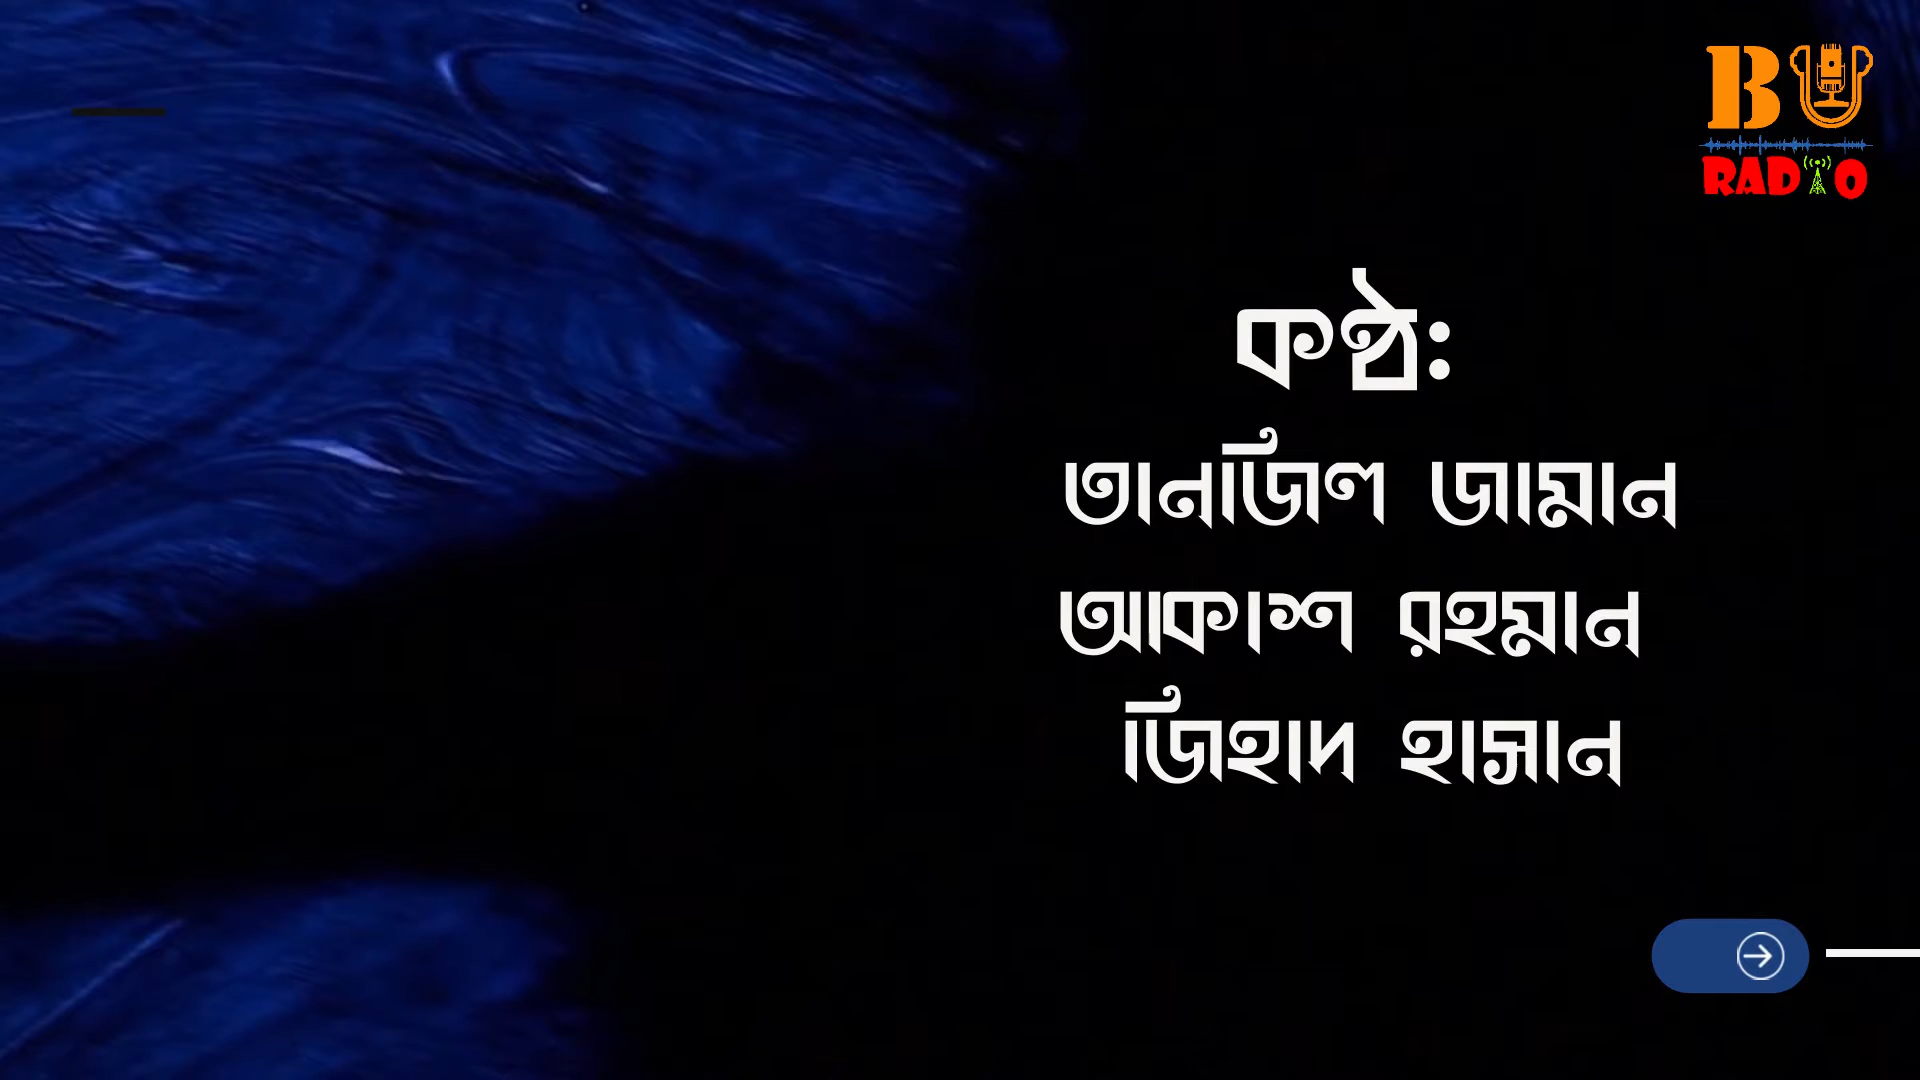 BU
RADIO
কণ্ঠ:
তানজিল জামান
আকাশ রহমান
জিহাদ হাসান